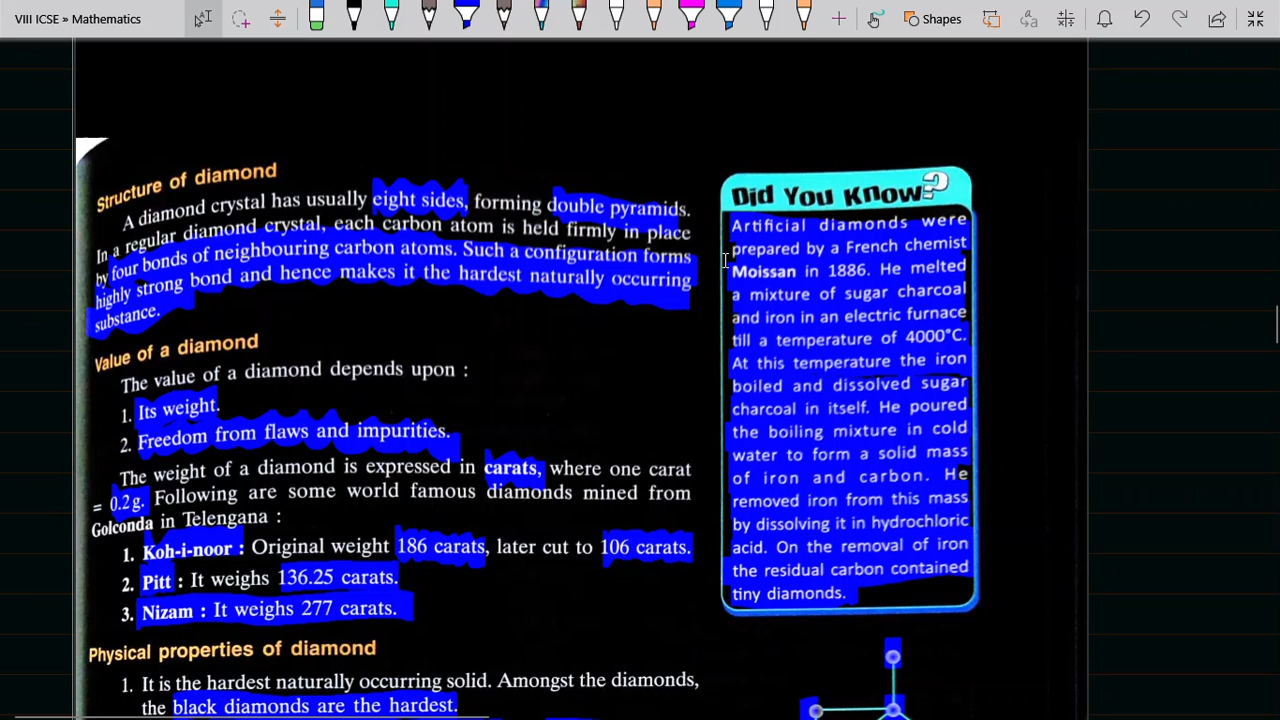 VIII ICSE » Mathematics
Shapes
Structure of diamond
A diamond crystal has usually eight sides, forming double pyramids.
In a regular diamond crystal, each carbon atom is held firmly in place
by four bonds of neighbouring carbon atoms. Such a configuration forms
highly strong bond and hence makes it the hardest naturally occurring
substance.
Value of a diamond
The value of a diamond depends upon :
1. Its weight.
2. Freedom from flaws and impurities.
The weight of a diamond is expressed in carats, where one carat
= 0.2 g. Following are some world famous diamonds mined from
Golconda in Telengana :
1. Koh-i-noor : Original weight 186 carats, later cut to 106 carats.
2. Pitt : It weighs 136.25 carats.
3. Nizam : It weighs 277 carats.
Physical properties of diamond
1. It is the hardest naturally occurring solid. Amongst the diamonds,
the black diamonds are the hardest.
Did You Know?
Artificial diamonds were
prepared by a French chemist
Moissan in 1886. He melted
a mixture of sugar charcoal
and iron in an electric furnace
till a temperature of 4000°C.
At this temperature the iron
boiled and dissolved sugar
charcoal in itself. He poured
the boiling mixture in cold
water to form a solid mass
of iron and carbon. He
removed iron from this mass
by dissolving it in hydrochloric
acid. On the removal of iron
the residual carbon contained
tiny diamonds.